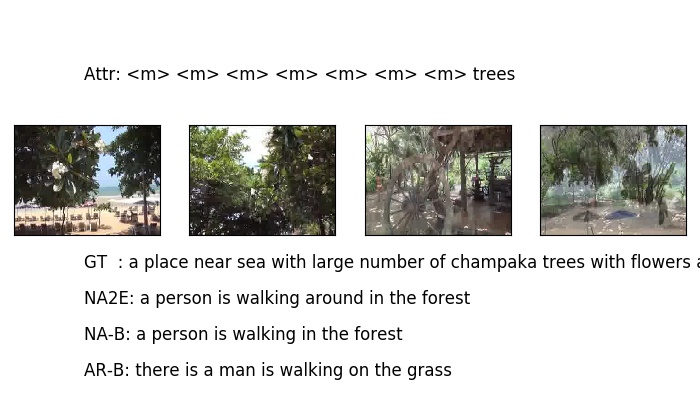 Attr: <m> <m> <m> <m> <m> <m> <m> trees
GT : a place near sea with large number of champaka trees with flowers a
NA2E: a person is walking around in the forest
NA-B: a person is walking in the forest
AR-B: there is a man is walking on the grass